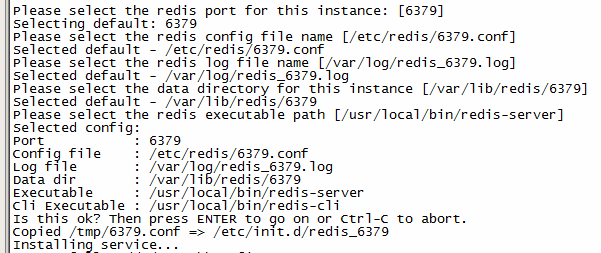 Please select the redis port for this instance: [6379]
Selecting default: 6379
Please select the redis config file name [/etc/redis/6379.conf]
Selected default - /etc/redis/6379.conf
Please select the redis log file name [/var/log/redis_6379.log]
Selected default - /var/log/redis_6379.log
Please select the data directory for this instance [/var/lib/redis/6379]
Selected default - /var/lib/redis/6379
Please select the redis executable path [/usr/local/bin/redis-server]
Selected config:
Port : 6379
Config file : /etc/redis/6379.conf
Log file : /var/log/redis_6379.log
Data dir : /var/lib/redis/6379
Executable : /usr/local/bin/redis-server
Cli Executable : /usr/local/bin/redis-cli
Is this ok? Then press ENTER to go on or Ctrl-C to abort.
Copied /tmp/6379.conf => /etc/init.d/redis_6379
Installing service...